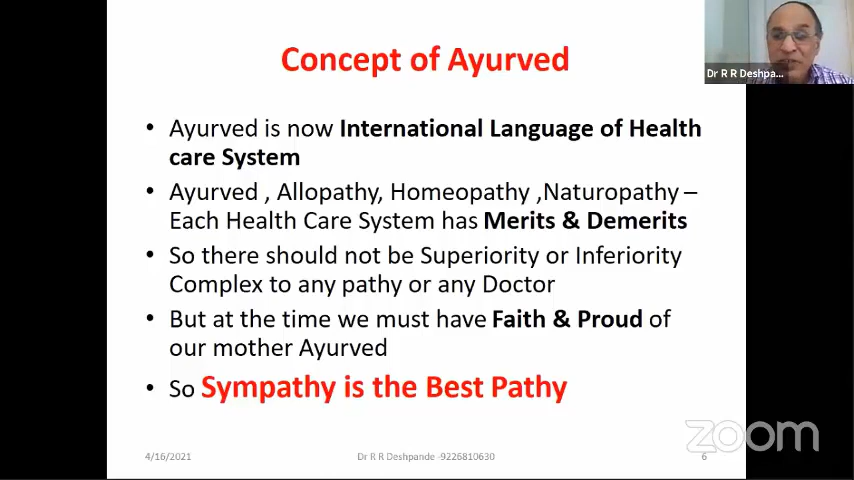 Concept of Ayurved
Dr R R Deshpa...
• Ayurved is now International Language of Health
care System
• Ayurved , Allopathy, Homeopathy ,Naturopathy –
Each Health Care System has Merits & Demerits
• So there should not be Superiority or Inferiority
Complex to any pathy or any Doctor
• But at the time we must have Faith & Proud of
our mother Ayurved
• So Sympathy is the Best Pathy
zoom
4/16/2021
Dr R R Deshpande -9226810630
6